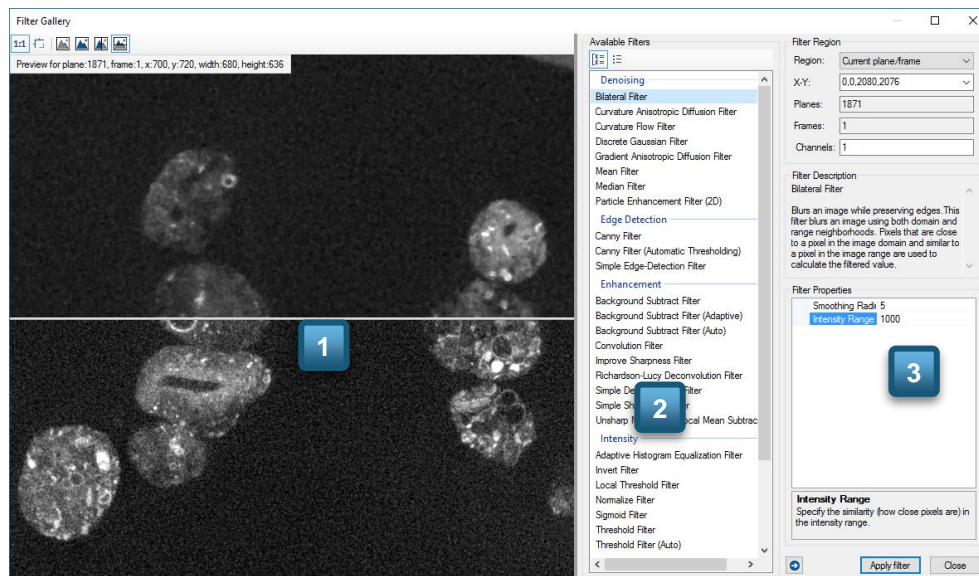 Filter Gallery
1:1
Preview for plane:1871, frame:1, x:700, y:720, width:680, height:636
1
Available Filters
Denoising
Bilateral Filter
Curvature Anisotropic Diffusion Filter
Curvature Flow Filter
Discrete Gaussian Filter
Gradient Anisotropic Diffusion Filter
Mean Filter
Median Filter
Particle Enhancement Filter (2D)
Edge Detection
Canny Filter
Canny Filter (Automatic Thresholding)
Simple Edge-Detection Filter
Enhancement
Background Subtract Filter
Background Subtract Filter (Adaptive)
Background Subtract Filter (Auto)
Convolution Filter
Improve Sharpness Filter
Richardson-Lucy Deconvolution Filter
Simple Filter
Simple
Unsharp Mean Subtrac
2
Intensity
Adaptive Histogram Equalization Filter
Invert Filter
Local Threshold Filter
Normalize Filter
Sigmoid Filter
Threshold Filter
Threshold Filter (Auto)
Filter Region
Region: Current plane/frame
X-Y: 0,0,2080,2076
Planes: 1871
Frames: 1
Channels: 1
Filter Description
Bilateral Filter
Blurs an image while preserving edges.This
filter blurs an image using both domain and
range neighborhoods. Pixels that are close
to a pixel in the image domain and similar to
a pixel in the image range are used to
calculate the filtered value.
Filter Properties
Smoothing Radi 5
Intensity Range 1000
3
Intensity Range
Specify the similarity (how close pixels are) in
the intensity range.
Apply filter
Close